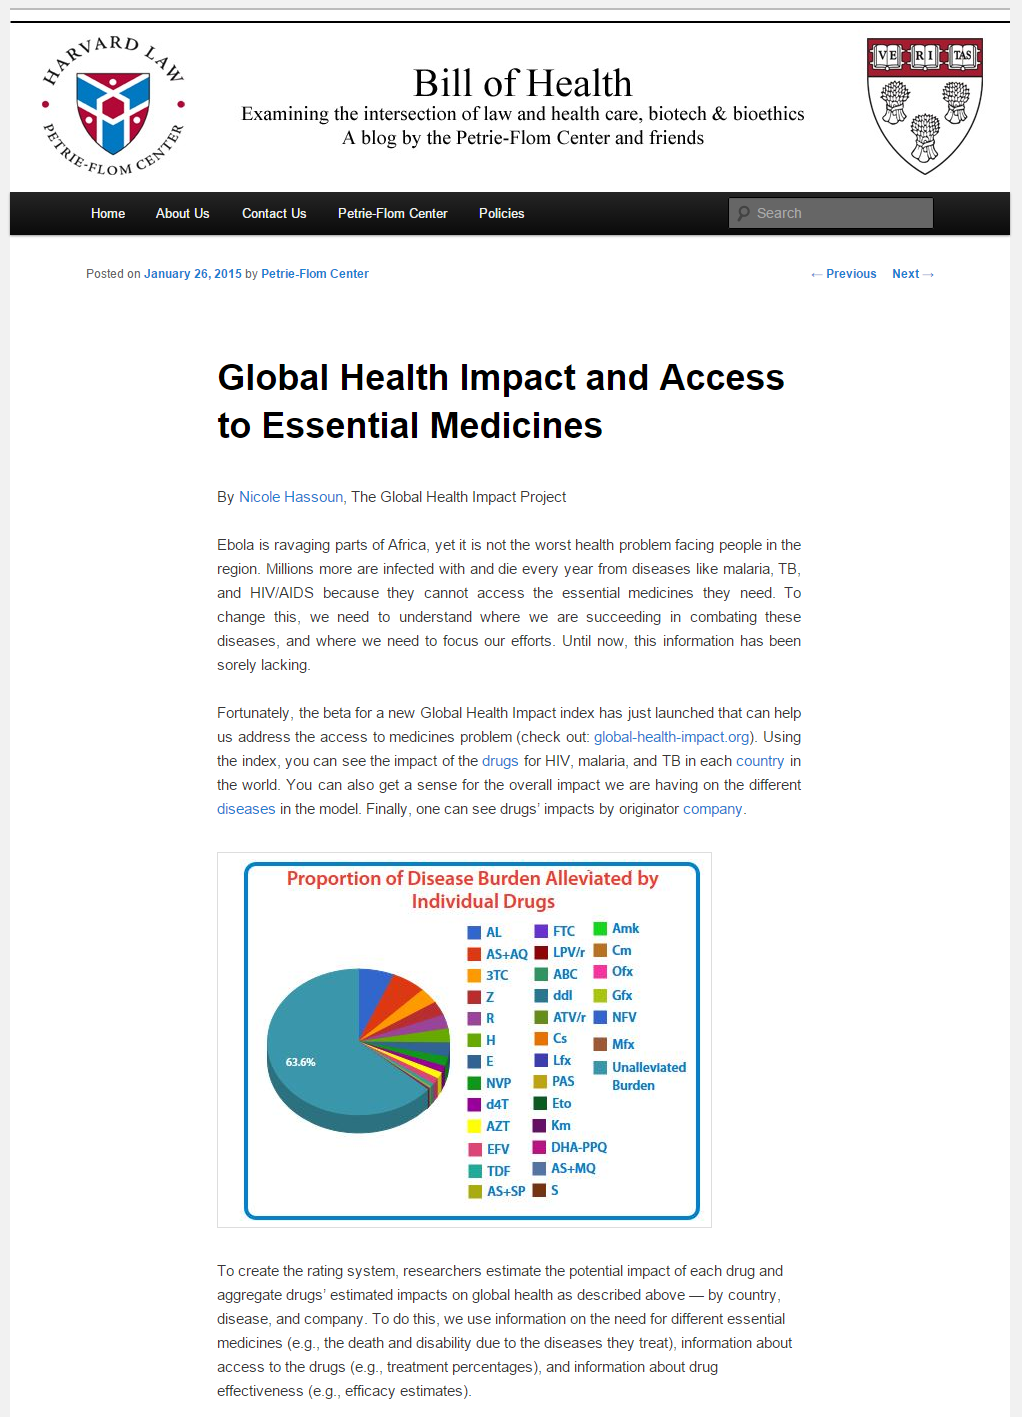 HARVARD LAW
PETRIE-FLOM CENTER
Bill of Health
Examining the intersection of law and health care, biotech & bioethics
A blog by the Petrie-Flom Center and friends
VE RI TAS
Home About Us Contact Us Petrie-Flom Center Policies Search
Posted on January 26, 2015 by Petrie-Flom Center
← Previous Next →
Global Health Impact and Access
to Essential Medicines
By Nicole Hassoun, The Global Health Impact Project
Ebola is ravaging parts of Africa, yet it is not the worst health problem facing people in the
region. Millions more are infected with and die every year from diseases like malaria, TB,
and HIV/AIDS because they cannot access the essential medicines they need. To
change this, we need to understand where we are succeeding in combating these
diseases, and where we need to focus our efforts. Until now, this information has been
sorely lacking.
Fortunately, the beta for a new Global Health Impact index has just launched that can help
us address the access to medicines problem (check out: global-health-impact.org). Using
the index, you can see the impact of the drugs for HIV, malaria, and TB in each country in
the world. You can also get a sense for the overall impact we are having on the different
diseases in the model. Finally, one can see drugs’ impacts by originator company.
Proportion of Disease Burden Alleviated by
Individual Drugs
63.6%
AL
AS+AQ
3TC
Z
R
H
E
NVP
d4T
AZT
EFV
TDF
AS+SP
FTC
LPV/r
ABC
ddI
ATV/r
Cs
Lfx
PAS
Eto
Km
DHA-PPQ
AS+MQ
S
Amk
Cm
Ofx
Gfx
NFV
Mfx
Unalleviated
Burden
To create the rating system, researchers estimate the potential impact of each drug and
aggregate drugs’ estimated impacts on global health as described above — by country,
disease, and company. To do this, we use information on the need for different essential
medicines (e.g., the death and disability due to the diseases they treat), information about
access to the drugs (e.g., treatment percentages), and information about drug
effectiveness (e.g., efficacy estimates).